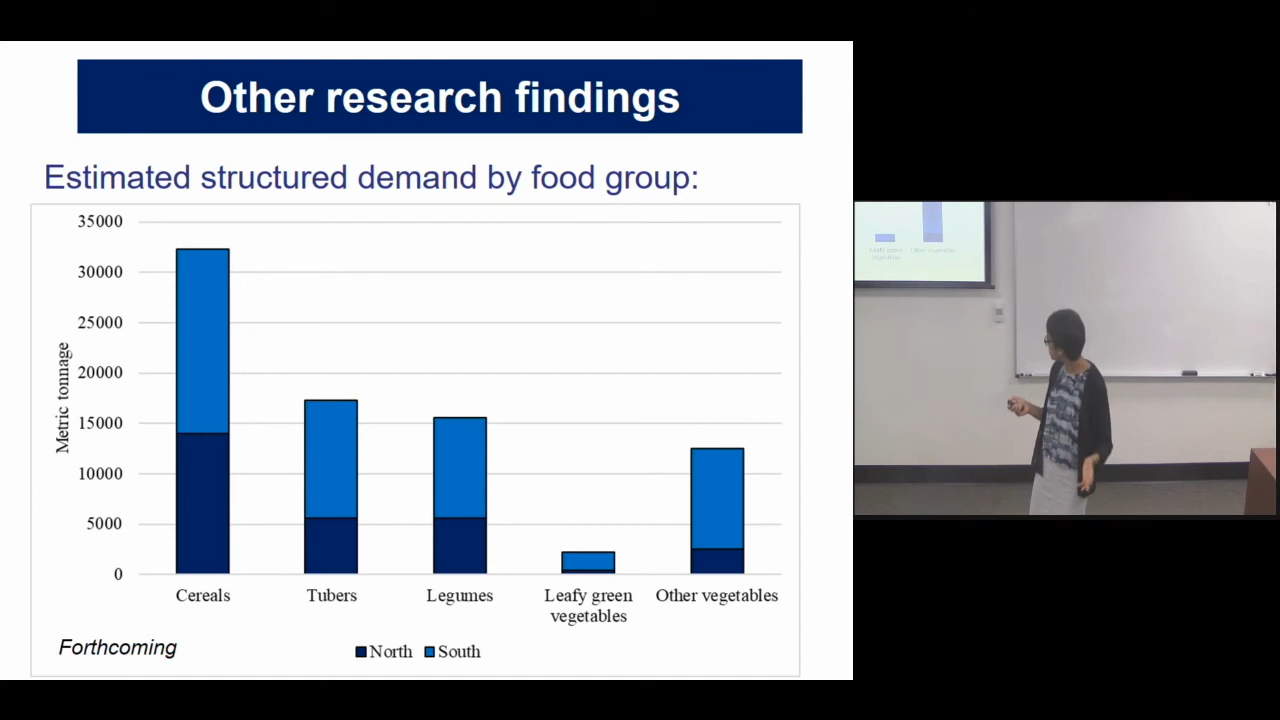 Other research findings
Estimated structured demand by food group:
35000
30000
25000
20000
15000
10000
5000
0
Metric tonnage
Cereals
Tubers
Legumes
Leafy green
vegetables
Other vegetables
Forthcoming
North
South